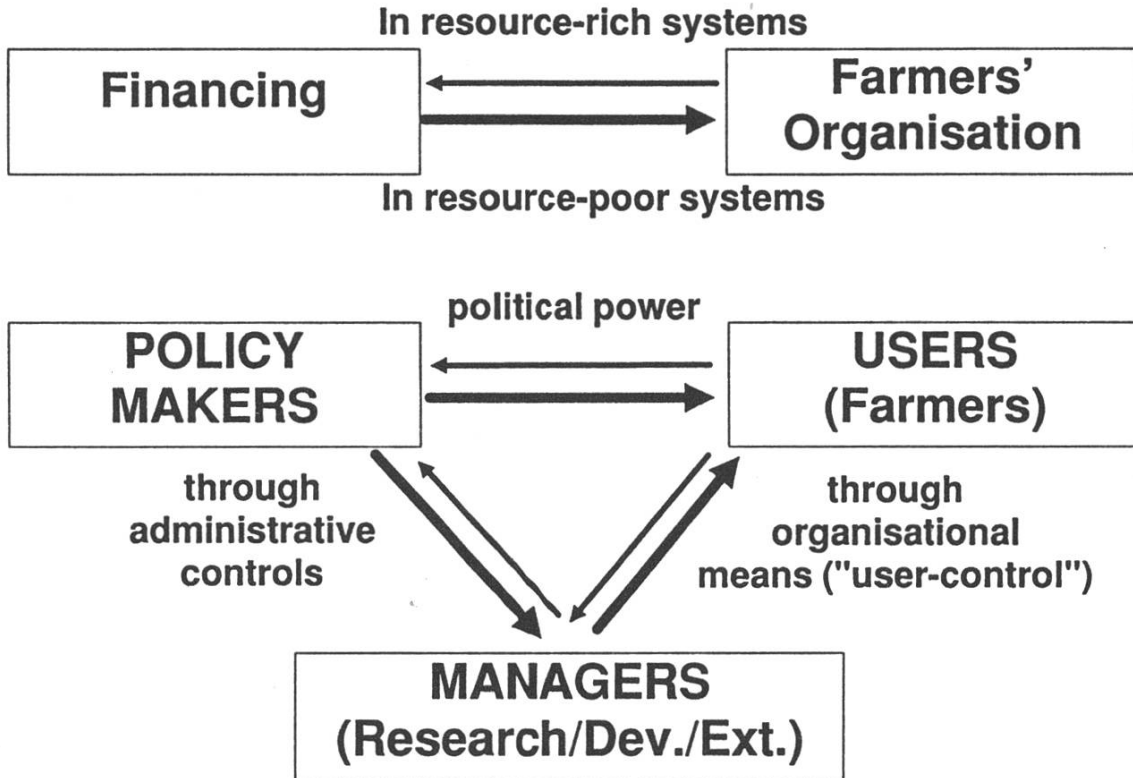 In resource-rich systems
Financing
Farmers'
Organisation
In resource-poor systems
political power
POLICY
MAKERS
USERS
(Farmers)
through
administrative
controls
through
organisational
means ("user-control")
MANAGERS
(Research/Dev./Ext.)